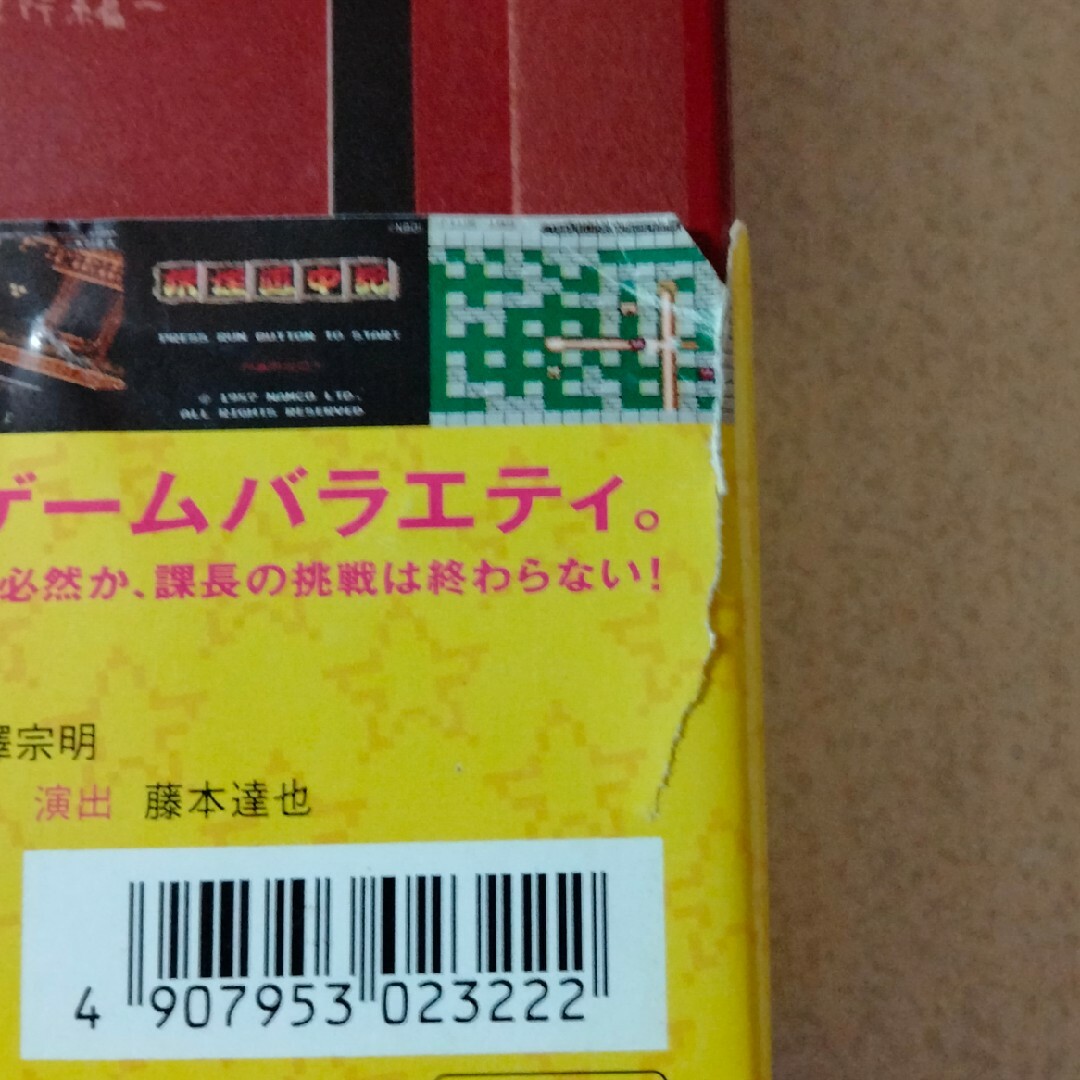 PRESS RUN BUTTON TO START
© 1987 NAMCO LTD.
ALL RIGHTS RESERVED
ゲームバラエティ。
必然か、課長の挑戦は終わらない!
澤宗明
演出 藤本達也
4 907953 023222